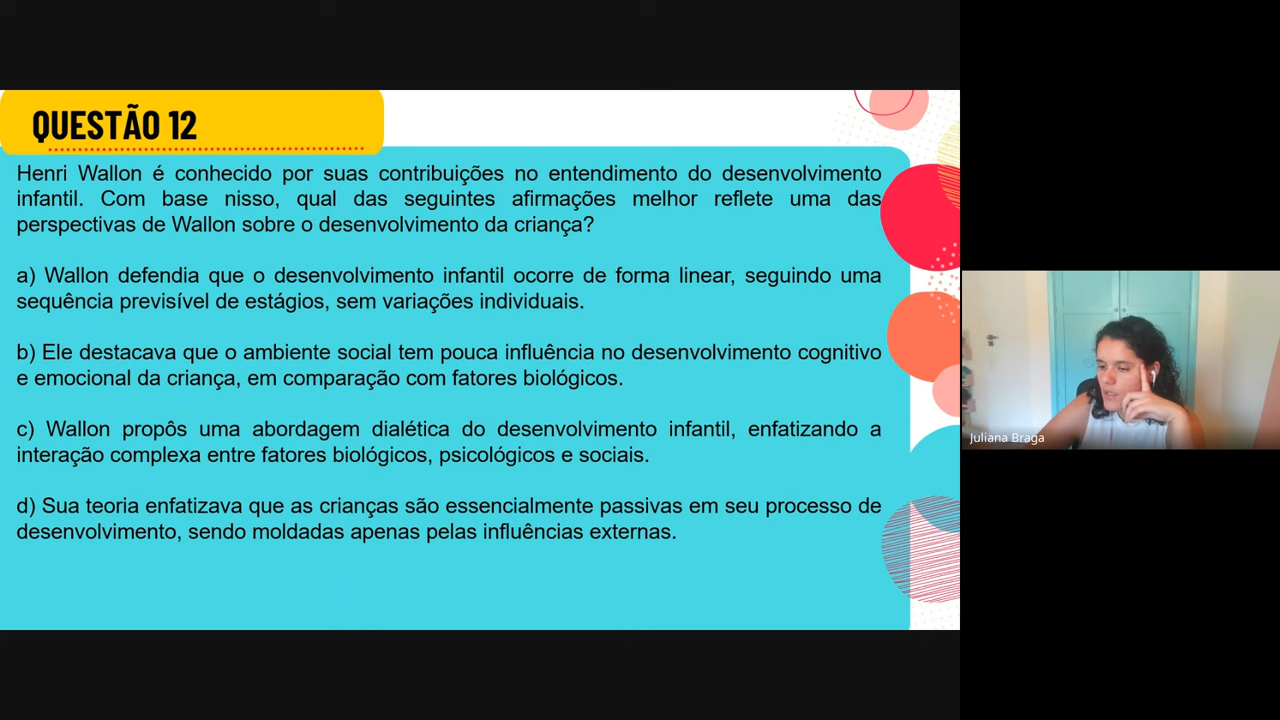 QUESTÃO 12
Henri Wallon é conhecido por suas contribuições no entendimento do desenvolvimento
infantil. Com base nisso, qual das seguintes afirmações melhor reflete uma das
perspectivas de Wallon sobre o desenvolvimento da criança?
a) Wallon defendia que o desenvolvimento infantil ocorre de forma linear, seguindo uma
sequência previsível de estágios, sem variações individuais.
b) Ele destacava que o ambiente social tem pouca influência no desenvolvimento cognitivo
e emocional da criança, em comparação com fatores biológicos.
c) Wallon propôs uma abordagem dialética do desenvolvimento infantil, enfatizando a
interação complexa entre fatores biológicos, psicológicos e sociais.
d) Sua teoria enfatizava que as crianças são essencialmente passivas em seu processo de
desenvolvimento, sendo moldadas apenas pelas influências externas.
Juliana Braga